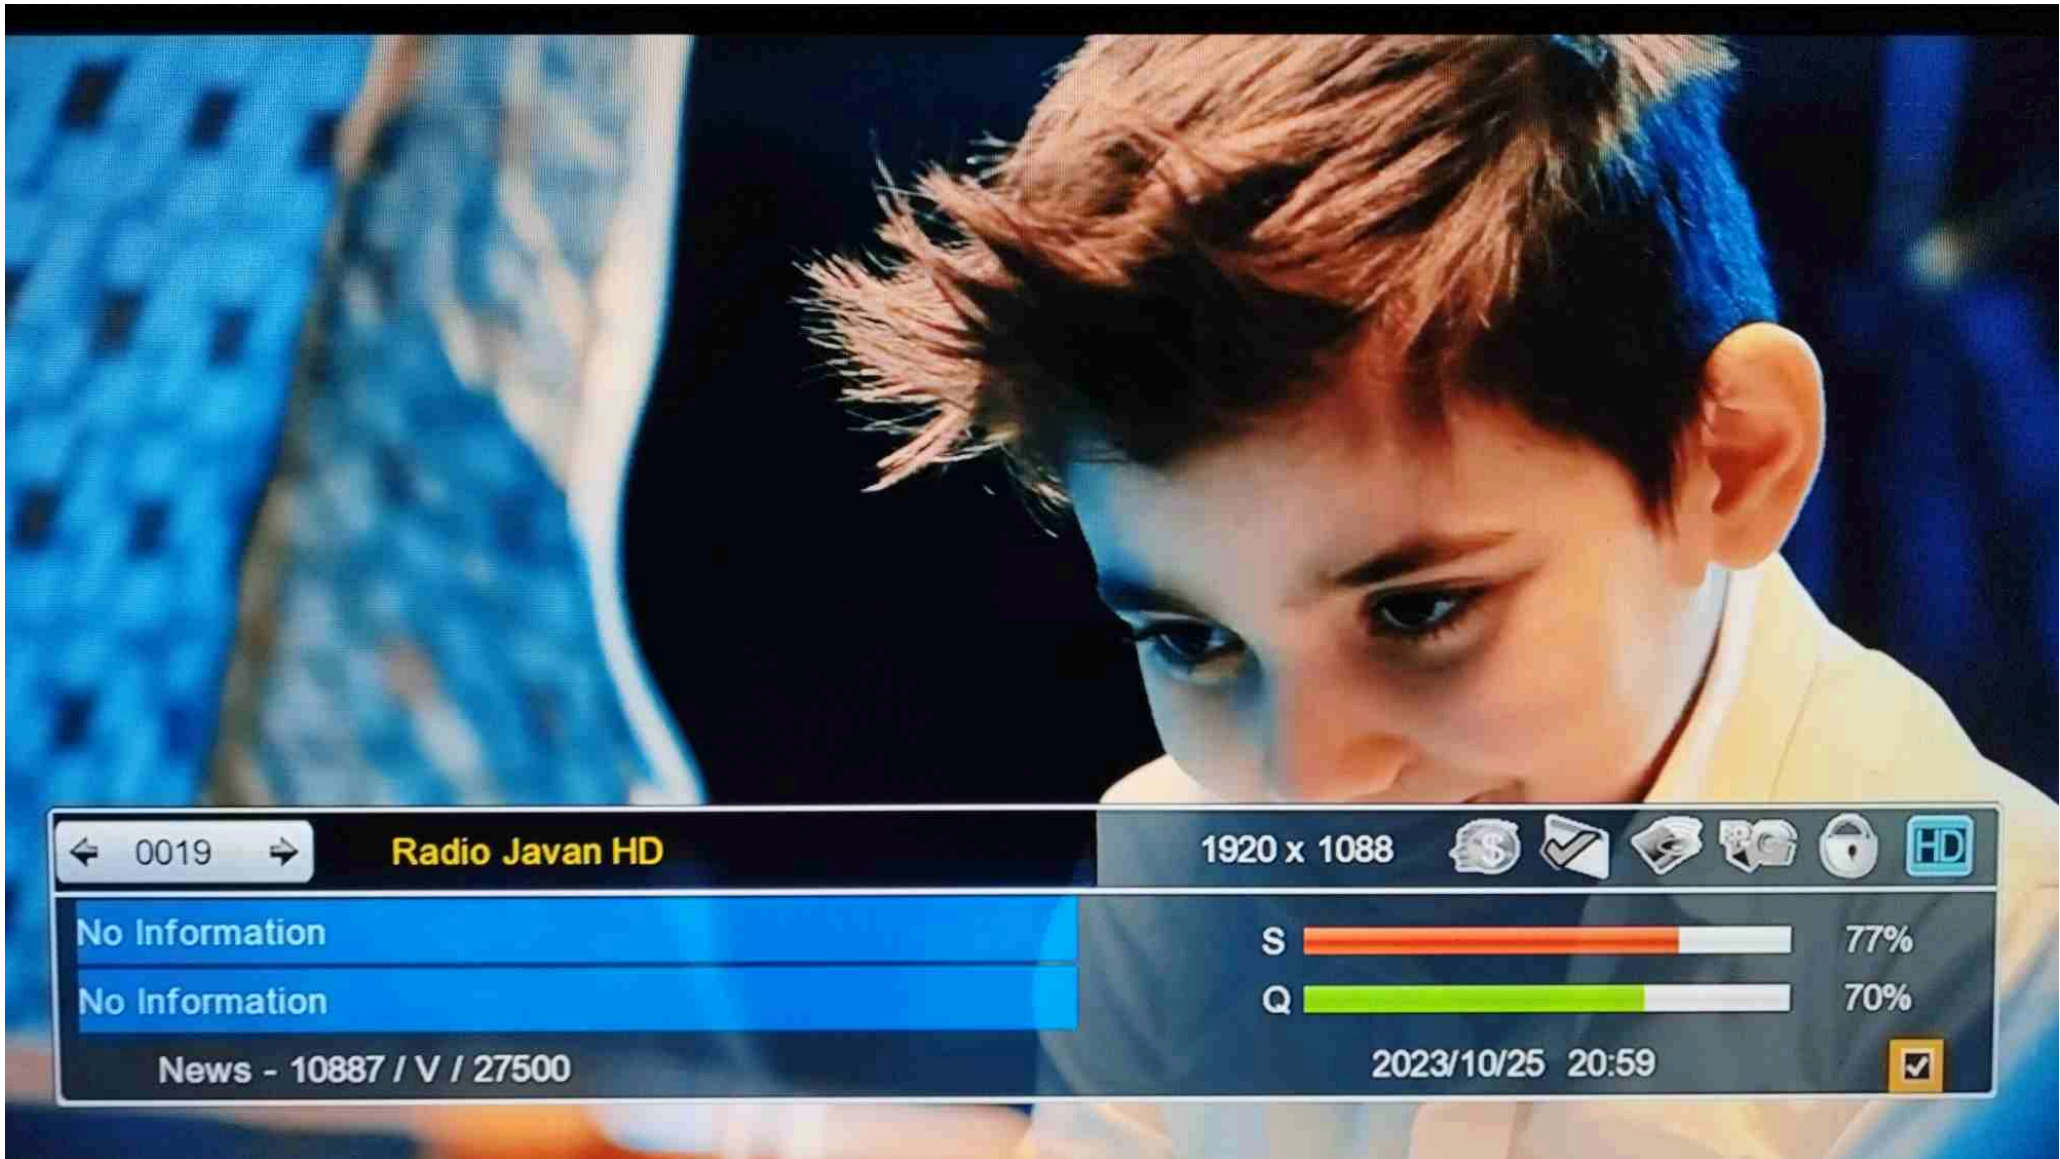 0019 Radio Javan HD 1920 x 1088 HD
No Information S 77%
No Information Q 70%
News - 10887 / V / 27500 2023/10/25 20:59